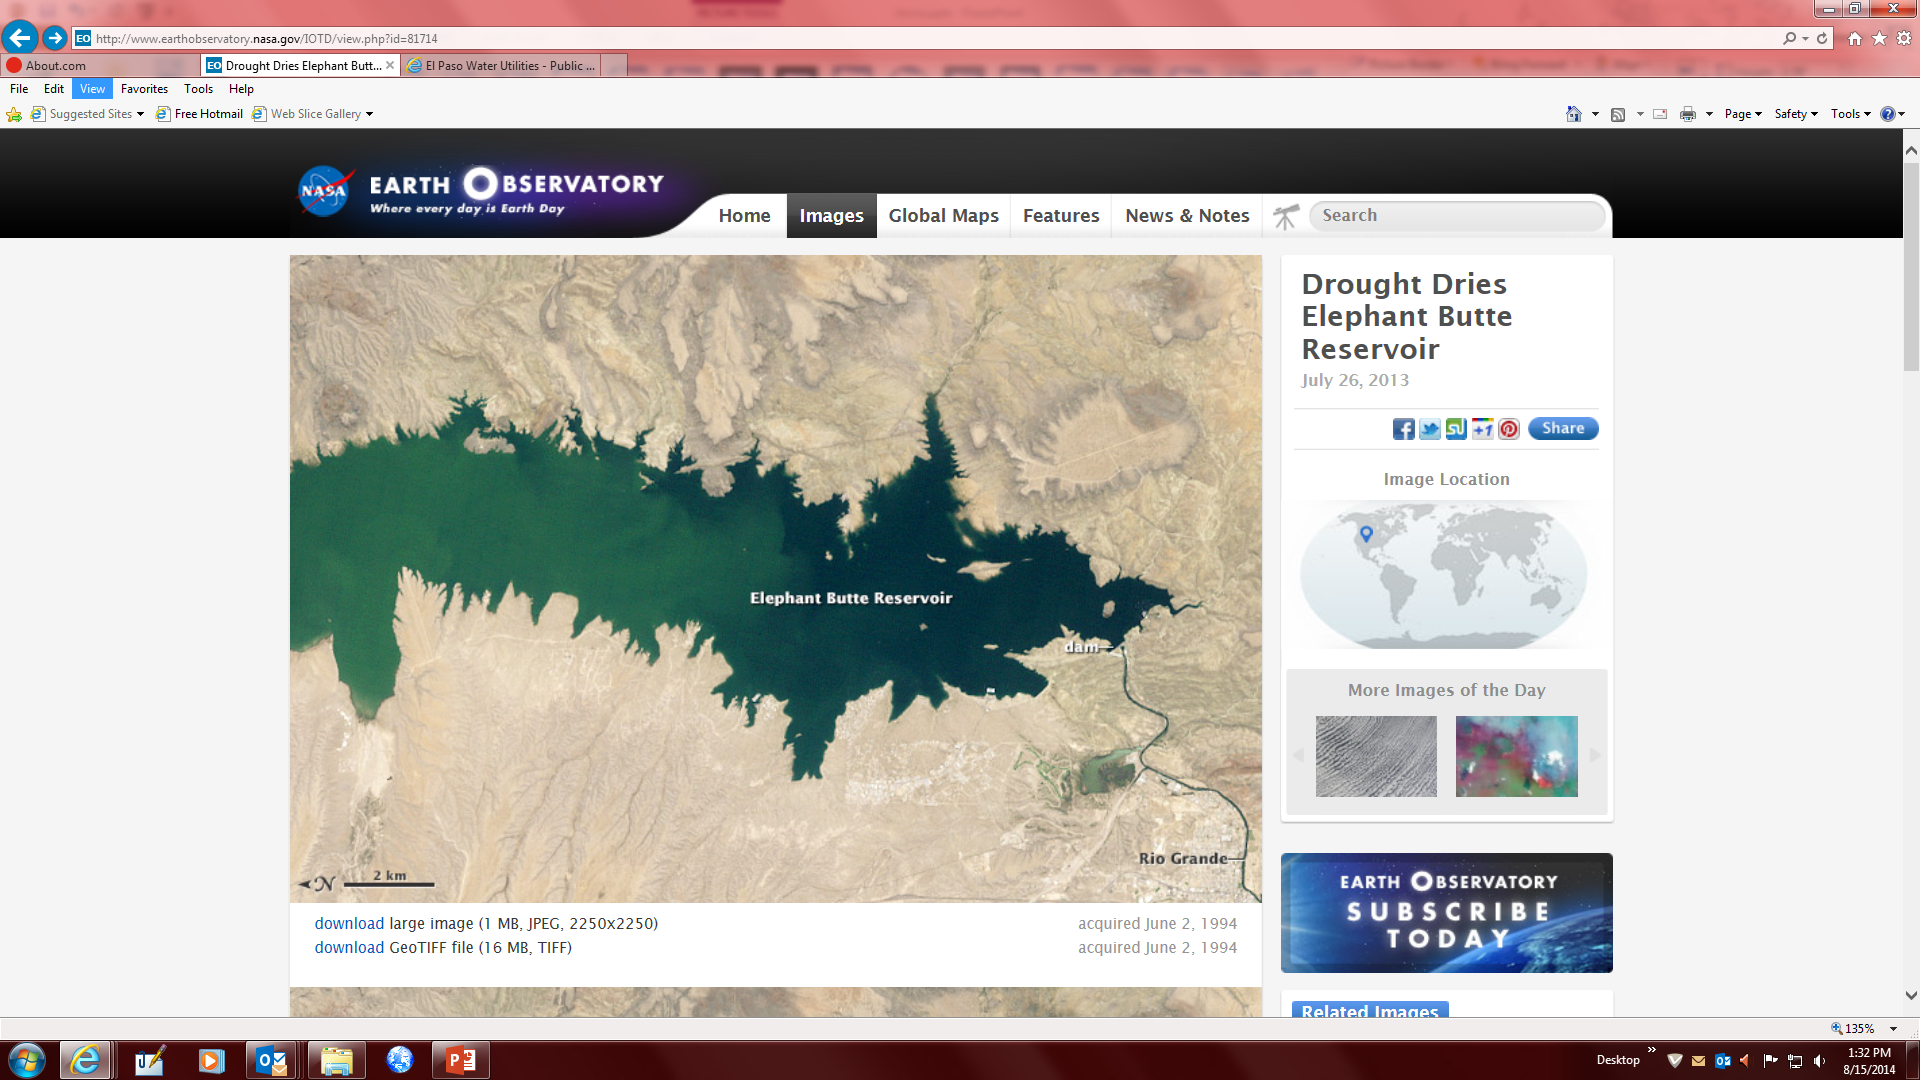 http://www.earthobservatory.nasa.gov/IOTD/view.php?id=81714
About.com
EO Drought Dries Elephant Butt...
El Paso Water Utilities - Public ...
File Edit View Favorites Tools Help
Suggested Sites Free Hotmail Web Slice Gallery
Page Safety Tools
NASA EARTH OBSERVATORY
Where every day is Earth Day
Home Images Global Maps Features News & Notes Search
Elephant Butte Reservoir
dam
Rio Grande
N 2 km
download large image (1 MB, JPEG, 2250x2250) acquired June 2, 1994
download GeoTIFF file (16 MB, TIFF) acquired June 2, 1994
Drought Dries
Elephant Butte
Reservoir
July 26, 2013
+1 Share
Image Location
More Images of the Day
EARTH OBSERVATORY
SUBSCRIBE
TODAY
Related Images
135%
Desktop
1:32 PM
8/15/2014